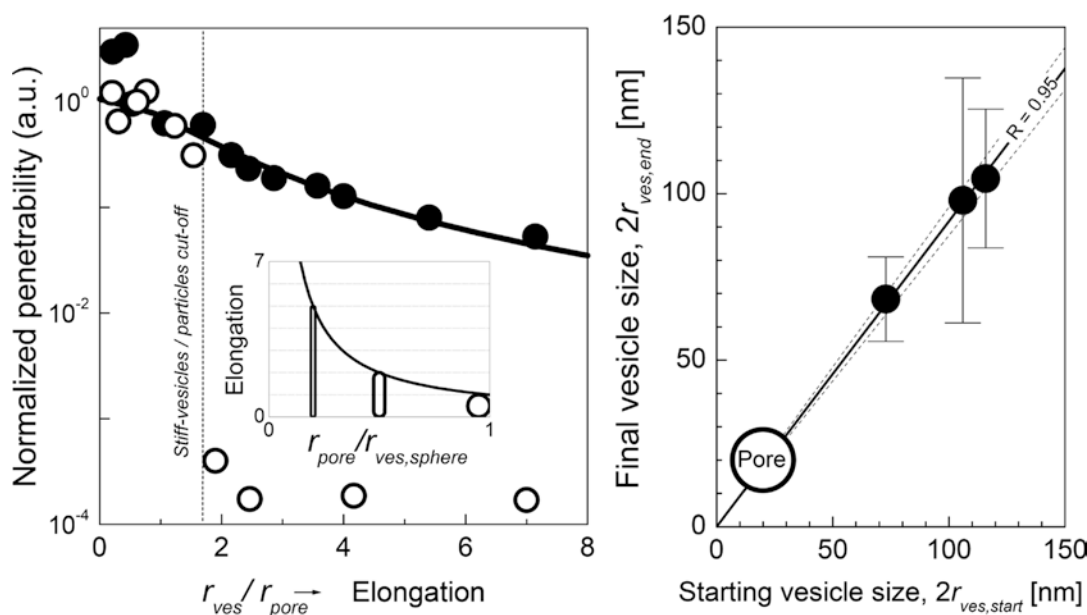 Normalized penetrability (a.u.)
10^0
10^-2
10^-4
0 2 4 6 8
r_ves/r_pore → Elongation
Stiff-vesicles / particles cut-off
Elongation
7
0
0 1
r_pore/r_ves,sphere
Final vesicle size, 2r_ves,end [nm]
150
100
50
0
0 50 100 150
Starting vesicle size, 2r_ves,start [nm]
R = 0.95
Pore